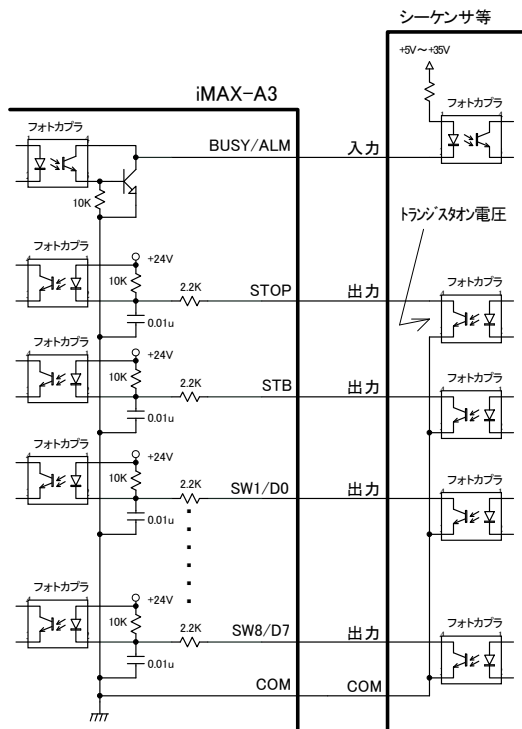 シーケンサ等
+5V～+35V
iMAX-A3
フォトカプラ
フォトカプラ
BUSY/ALM
入力
10K
トランジスタオン電圧
フォトカプラ
+24V
フォトカプラ
10K
2.2K
STOP
出力
0.01u
フォトカプラ
+24V
フォトカプラ
10K
2.2K
STB
出力
0.01u
フォトカプラ
+24V
フォトカプラ
10K
2.2K
SW1/D0
出力
0.01u
フォトカプラ
+24V
フォトカプラ
10K
2.2K
SW8/D7
出力
0.01u
COM
COM